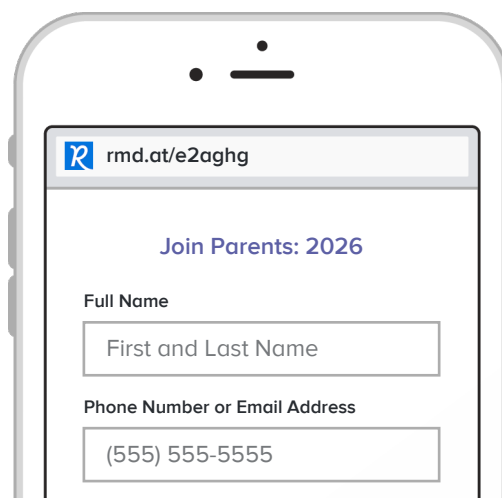 rmd.at/e2aghg
Join Parents: 2026
Full Name
First and Last Name
Phone Number or Email Address
(555) 555-5555